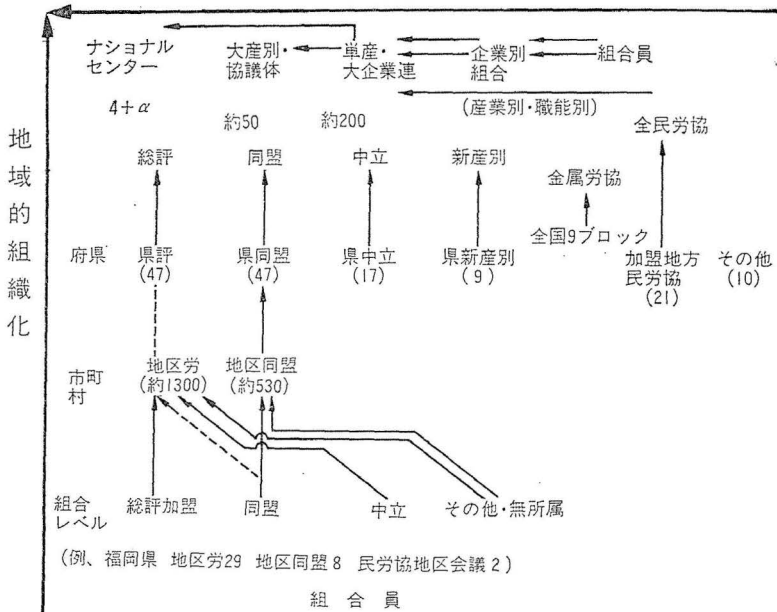 ナショナル
センター
大産別・
協議体
単産・
大企業連
企業別
組合
組合員
(産業別・職能別)
4+α
約50
約200
全民労協
総評
同盟
中立
新産別
金属労協
全国9ブロック
府県
県評
(47)
県同盟
(47)
県中立
(17)
県新産別
(9)
加盟地方
民労協
(21)
その他
(10)
地域的組織化
市町
村
地区労
(約1300)
地区同盟
(約530)
組合
レベル
総評加盟
同盟
中立
その他・無所属
(例、福岡県 地区労29 地区同盟8 民労協地区会議2)
組合員